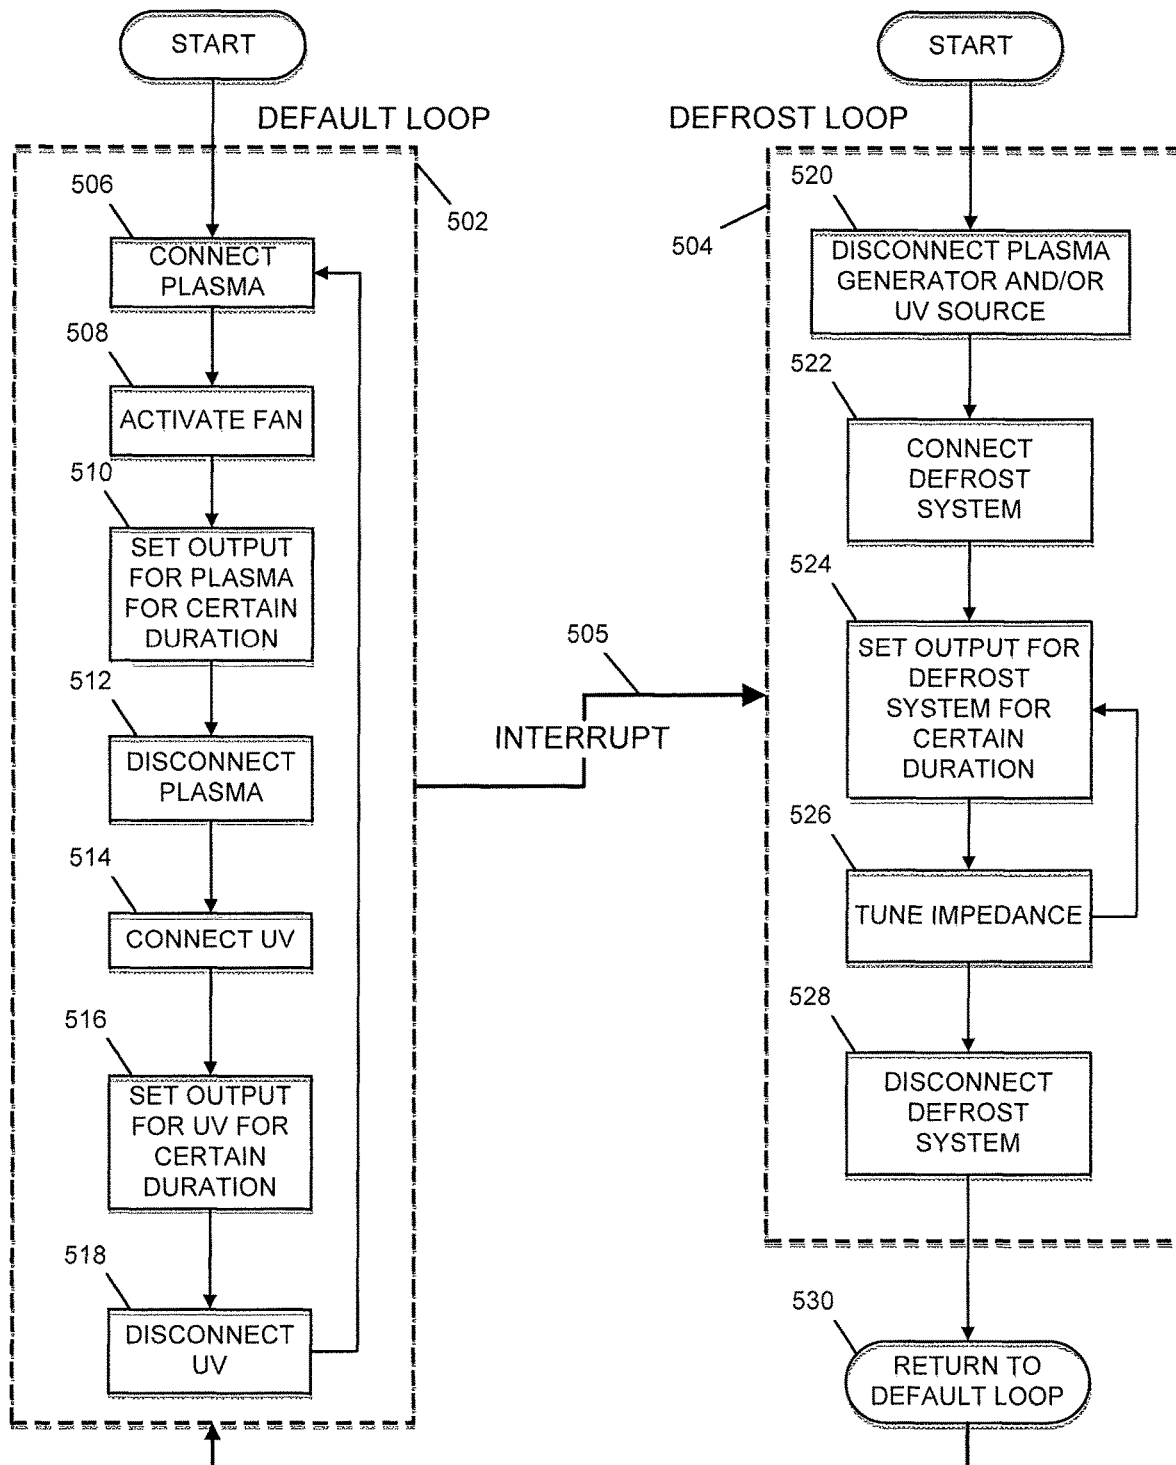 START
DEFAULT LOOP
502
506
CONNECT
PLASMA
508
ACTIVATE FAN
510
SET OUTPUT
FOR PLASMA
FOR CERTAIN
DURATION
512
DISCONNECT
PLASMA
514
CONNECT UV
516
SET OUTPUT
FOR UV FOR
CERTAIN
DURATION
518
DISCONNECT
UV
505
INTERRUPT
START
DEFROST LOOP
504
520
DISCONNECT PLASMA
GENERATOR AND/OR
UV SOURCE
522
CONNECT
DEFROST
SYSTEM
524
SET OUTPUT FOR
DEFROST
SYSTEM FOR
CERTAIN
DURATION
526
TUNE IMPEDANCE
528
DISCONNECT
DEFROST
SYSTEM
530
RETURN TO
DEFAULT LOOP